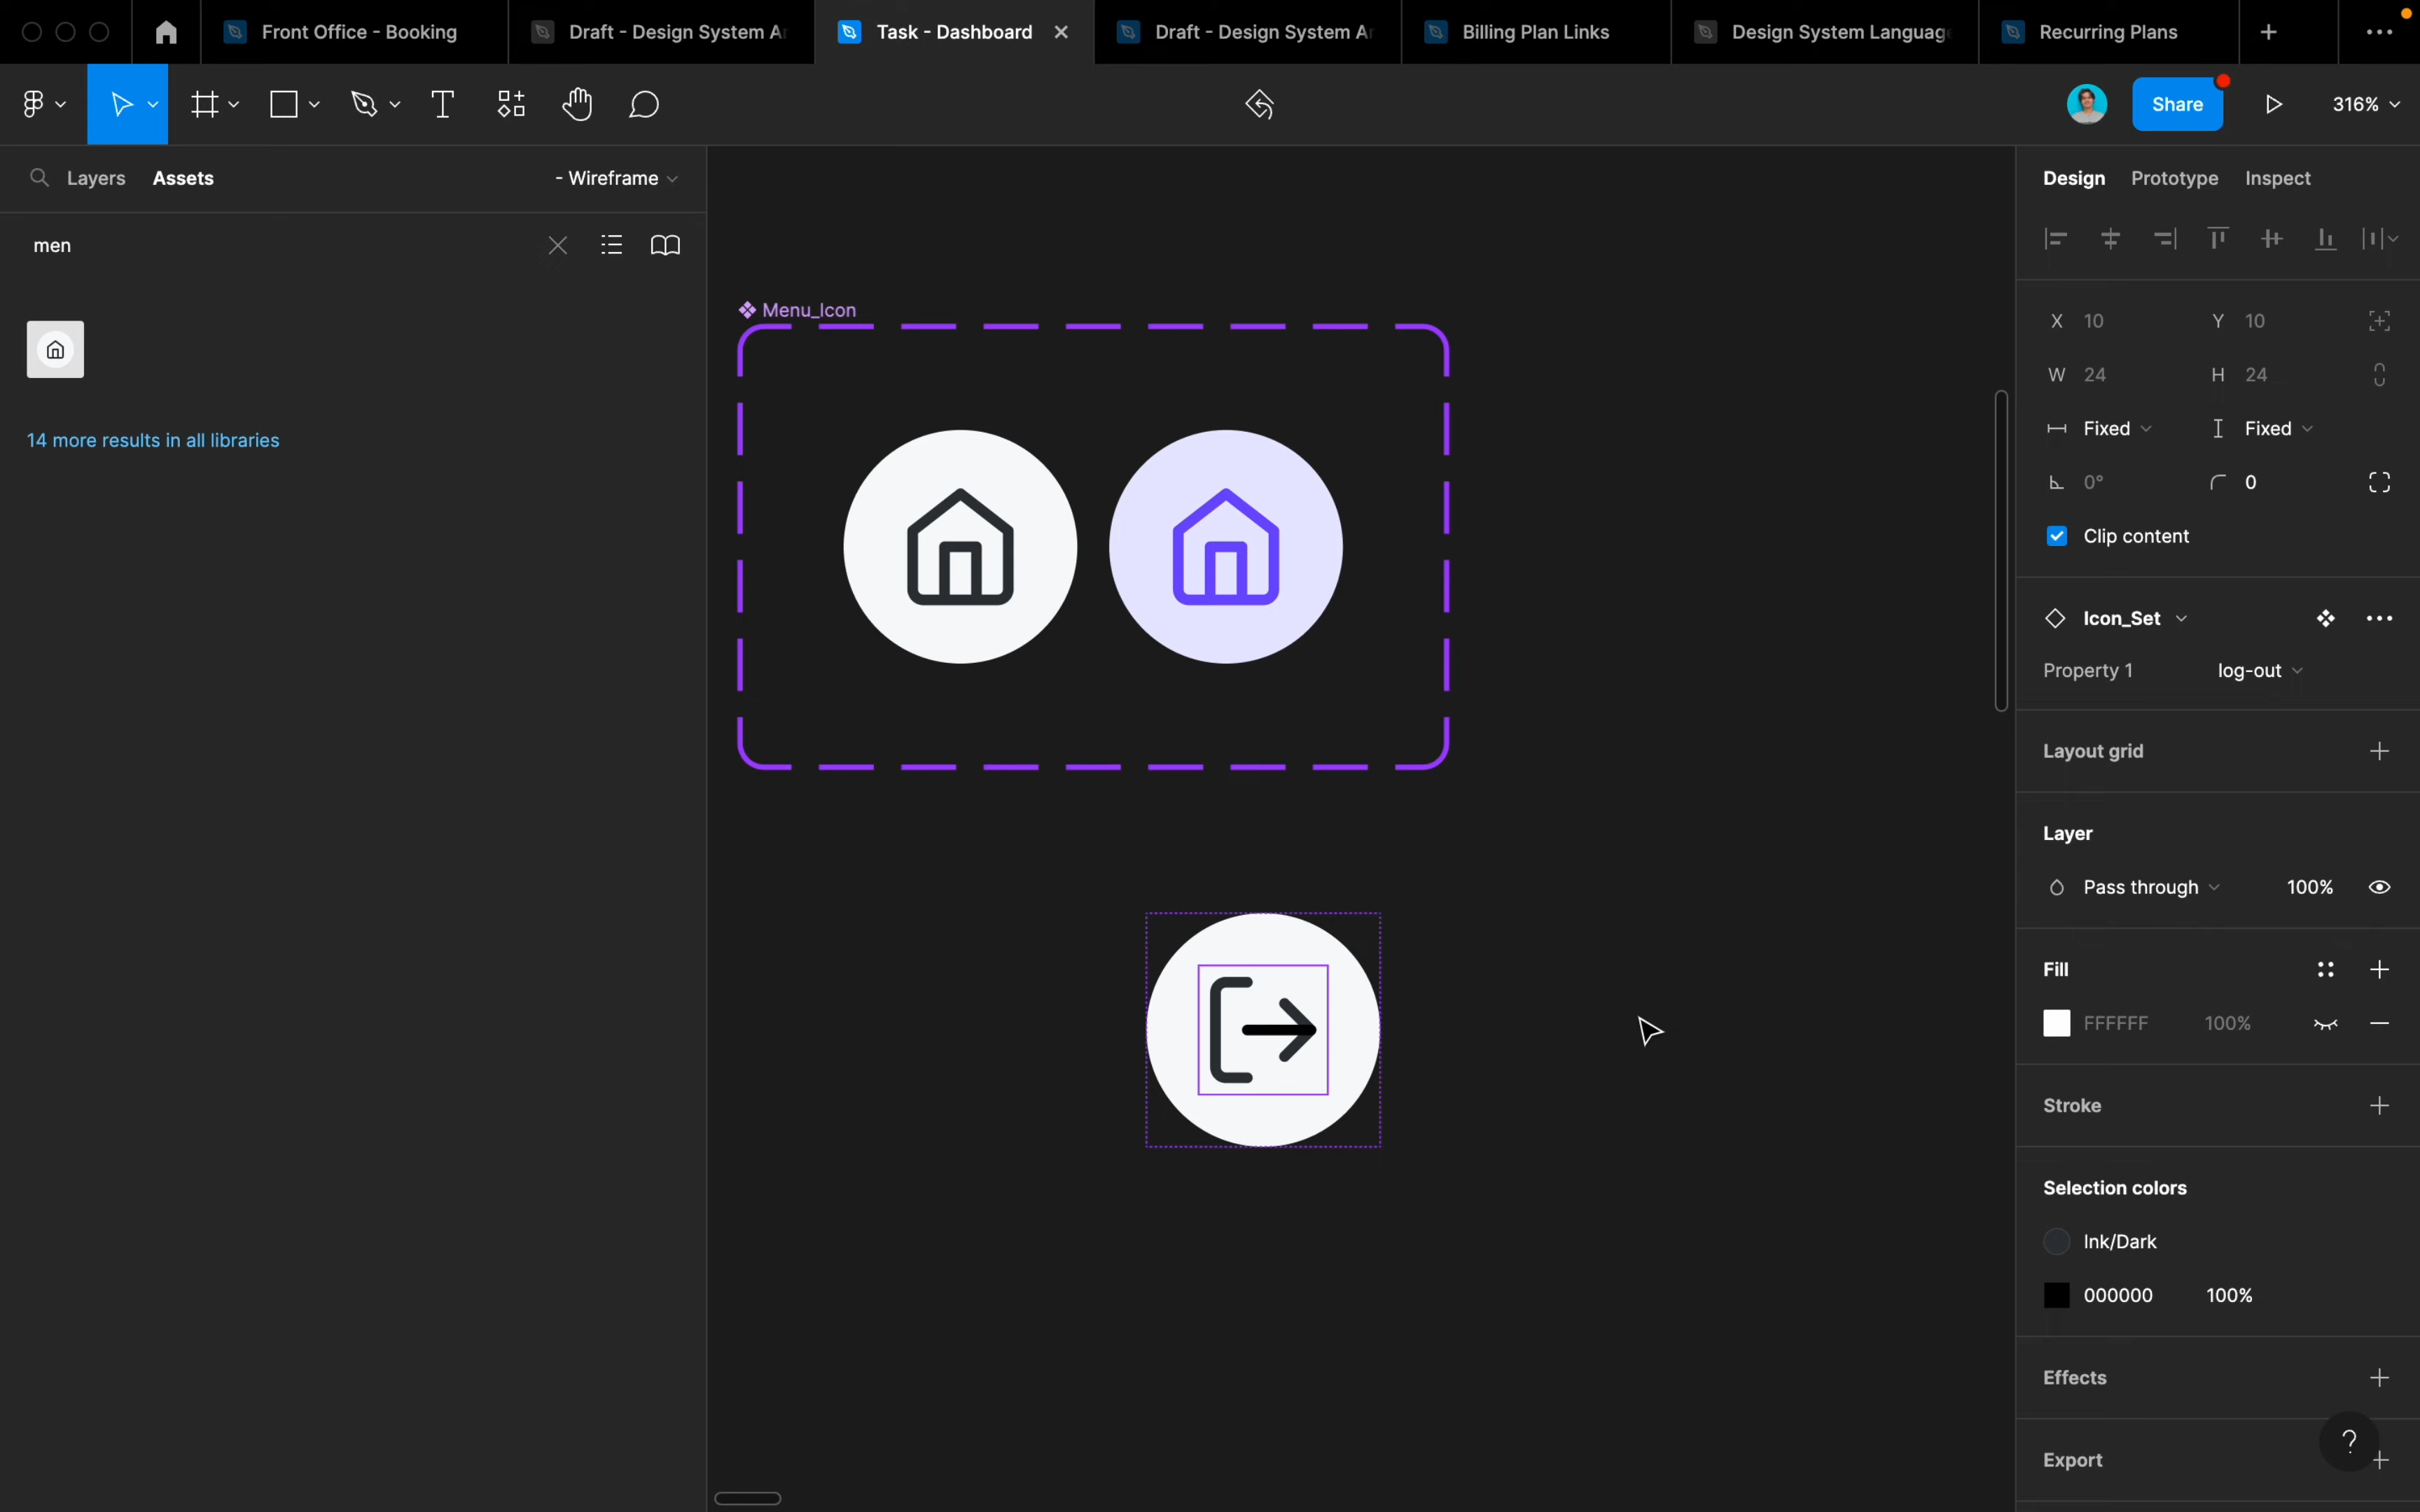 Front Office - Booking
Draft - Design System Ar
Task - Dashboard
Draft - Design System Ar
Billing Plan Links
Design System Language
Recurring Plans
Share
316%
Layers
Assets
- Wireframe
Design
Prototype
Inspect
men
14 more results in all libraries
Menu_Icon
X 10
Y 10
W 24
H 24
Fixed
Fixed
0°
0
Clip content
Icon_Set
Property 1
log-out
Layout grid
Layer
Pass through
100%
Fill
FFFFFF
100%
Stroke
Selection colors
Ink/Dark
000000
100%
Effects
Export
?